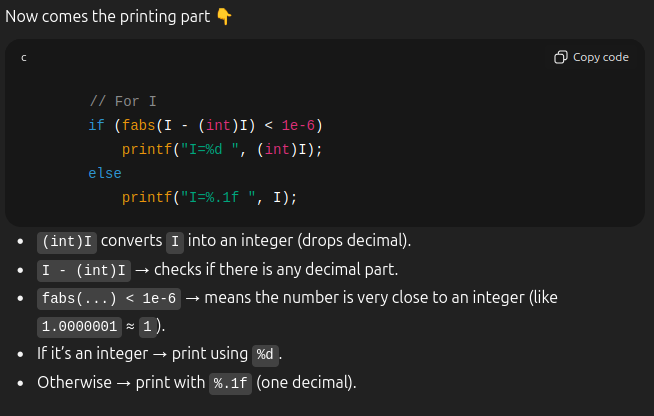 Now comes the printing part 👇
c
Copy code
// For I
if (fabs(I - (int)I) < 1e-6)
printf("I=%d ", (int)I);
else
printf("I=%.1f ", I);
• (int)I converts I into an integer (drops decimal).
• I - (int)I → checks if there is any decimal part.
• fabs(...) < 1e-6 → means the number is very close to an integer (like
1.0000001 ≈ 1).
• If it’s an integer → print using %d.
• Otherwise → print with %.1f (one decimal).